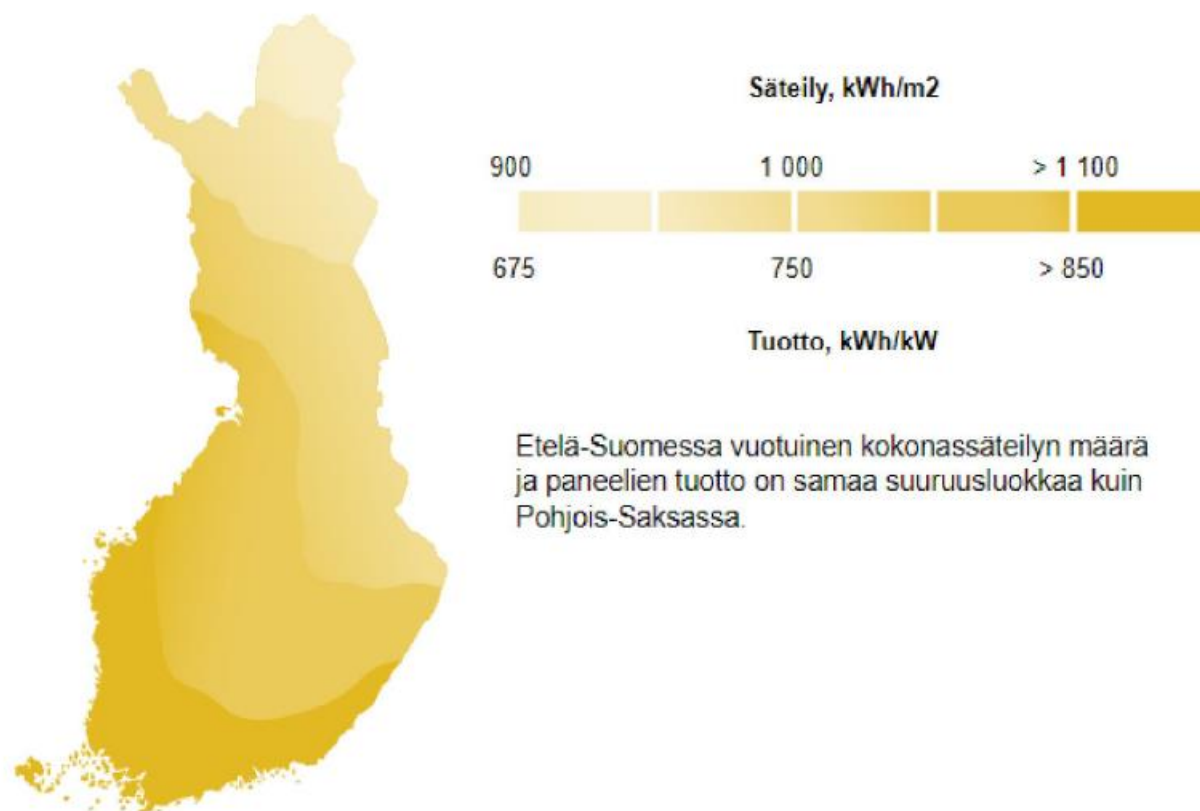 Säteily, kWh/m2
900 1 000 > 1 100
675 750 > 850
Tuotto, kWh/kW
Etelä-Suomessa vuotuinen kokonassäteilyn määrä
ja paneelien tuotto on samaa suuruusluokkaa kuin
Pohjois-Saksassa.